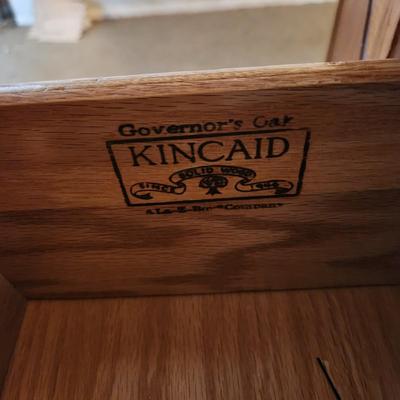 Governor's Oak
KINCAID
SOLID WOOD
SINCE 1946
A La-Z-Boy Company